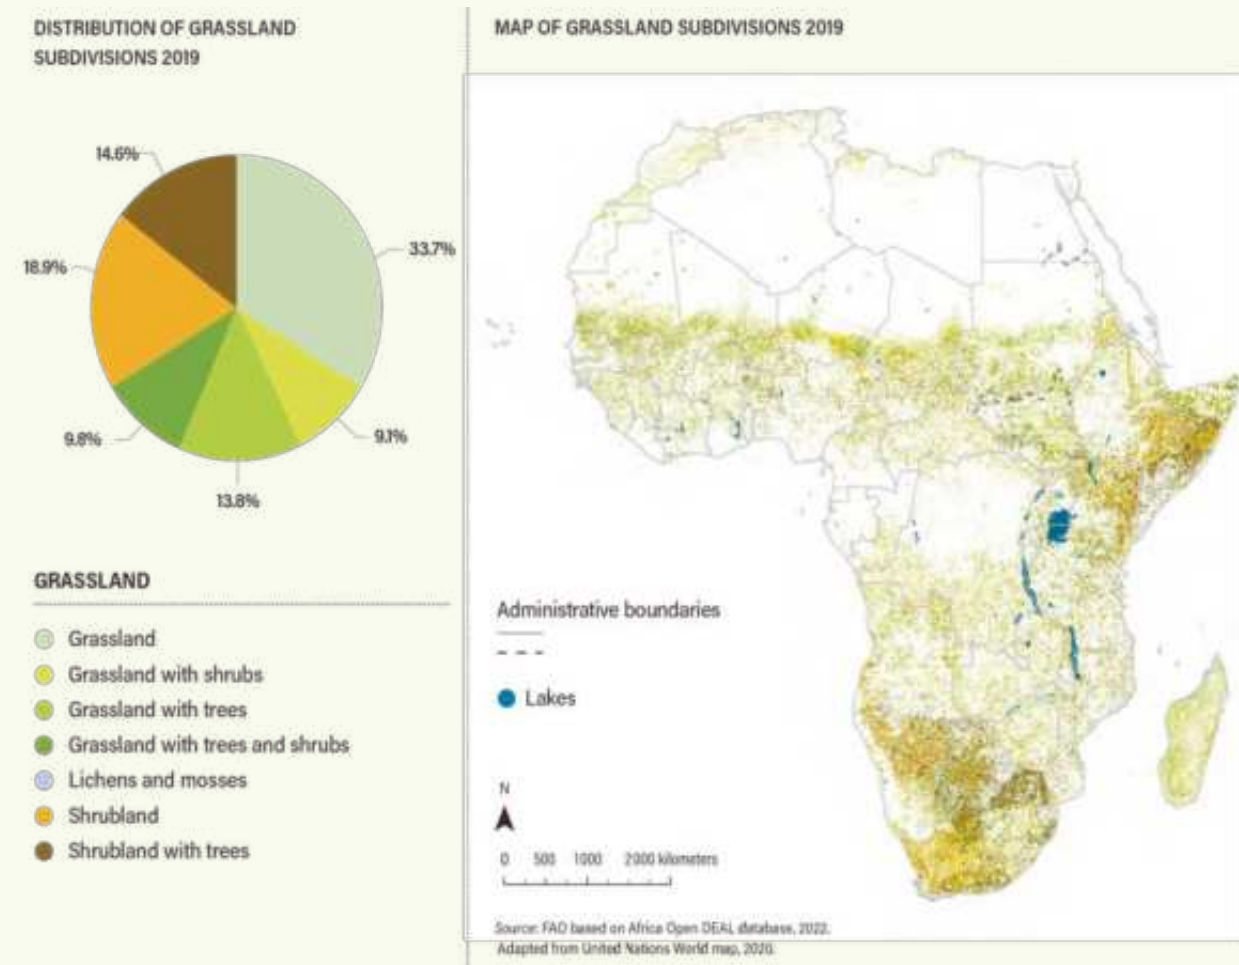 DISTRIBUTION OF GRASSLAND
SUBDIVISIONS 2019
14.6%
33.7%
18.9%
9.8%
9.1%
13.8%
GRASSLAND
Grassland
Grassland with shrubs
Grassland with trees
Grassland with trees and shrubs
Lichens and mosses
Shrubland
Shrubland with trees
MAP OF GRASSLAND SUBDIVISIONS 2019
Administrative boundaries
Lakes
N
0 500 1000 2000 kilometers
Source: FAO based on Africa Open DEAL database, 2022.
Adapted from United Nations World map, 2020.